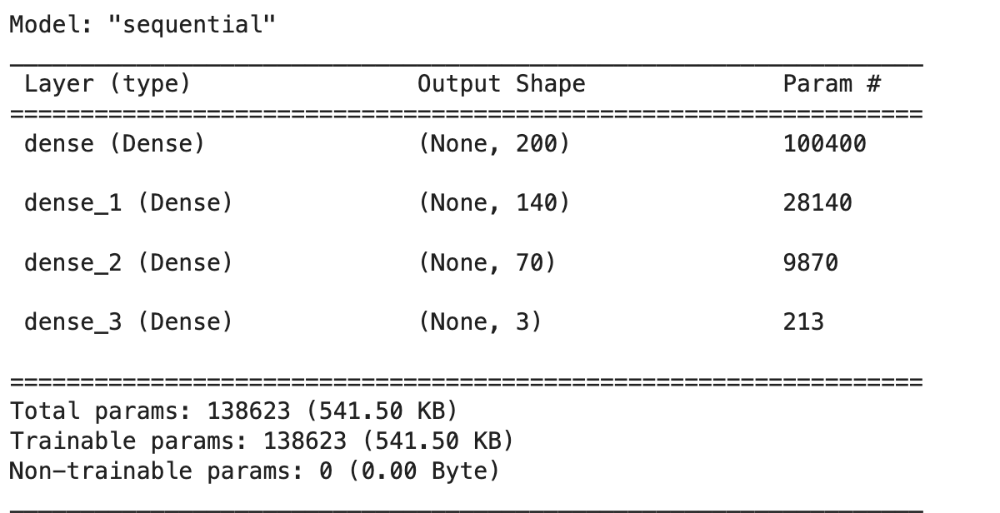 Model: "sequential"
_________________________________________________________________
Layer (type)                Output Shape              Param #
=================================================================
dense (Dense)               (None, 200)               100400
dense_1 (Dense)             (None, 140)               28140
dense_2 (Dense)             (None, 70)                9870
dense_3 (Dense)             (None, 3)                 213
=================================================================
Total params: 138623 (541.50 KB)
Trainable params: 138623 (541.50 KB)
Non-trainable params: 0 (0.00 Byte)
_________________________________________________________________